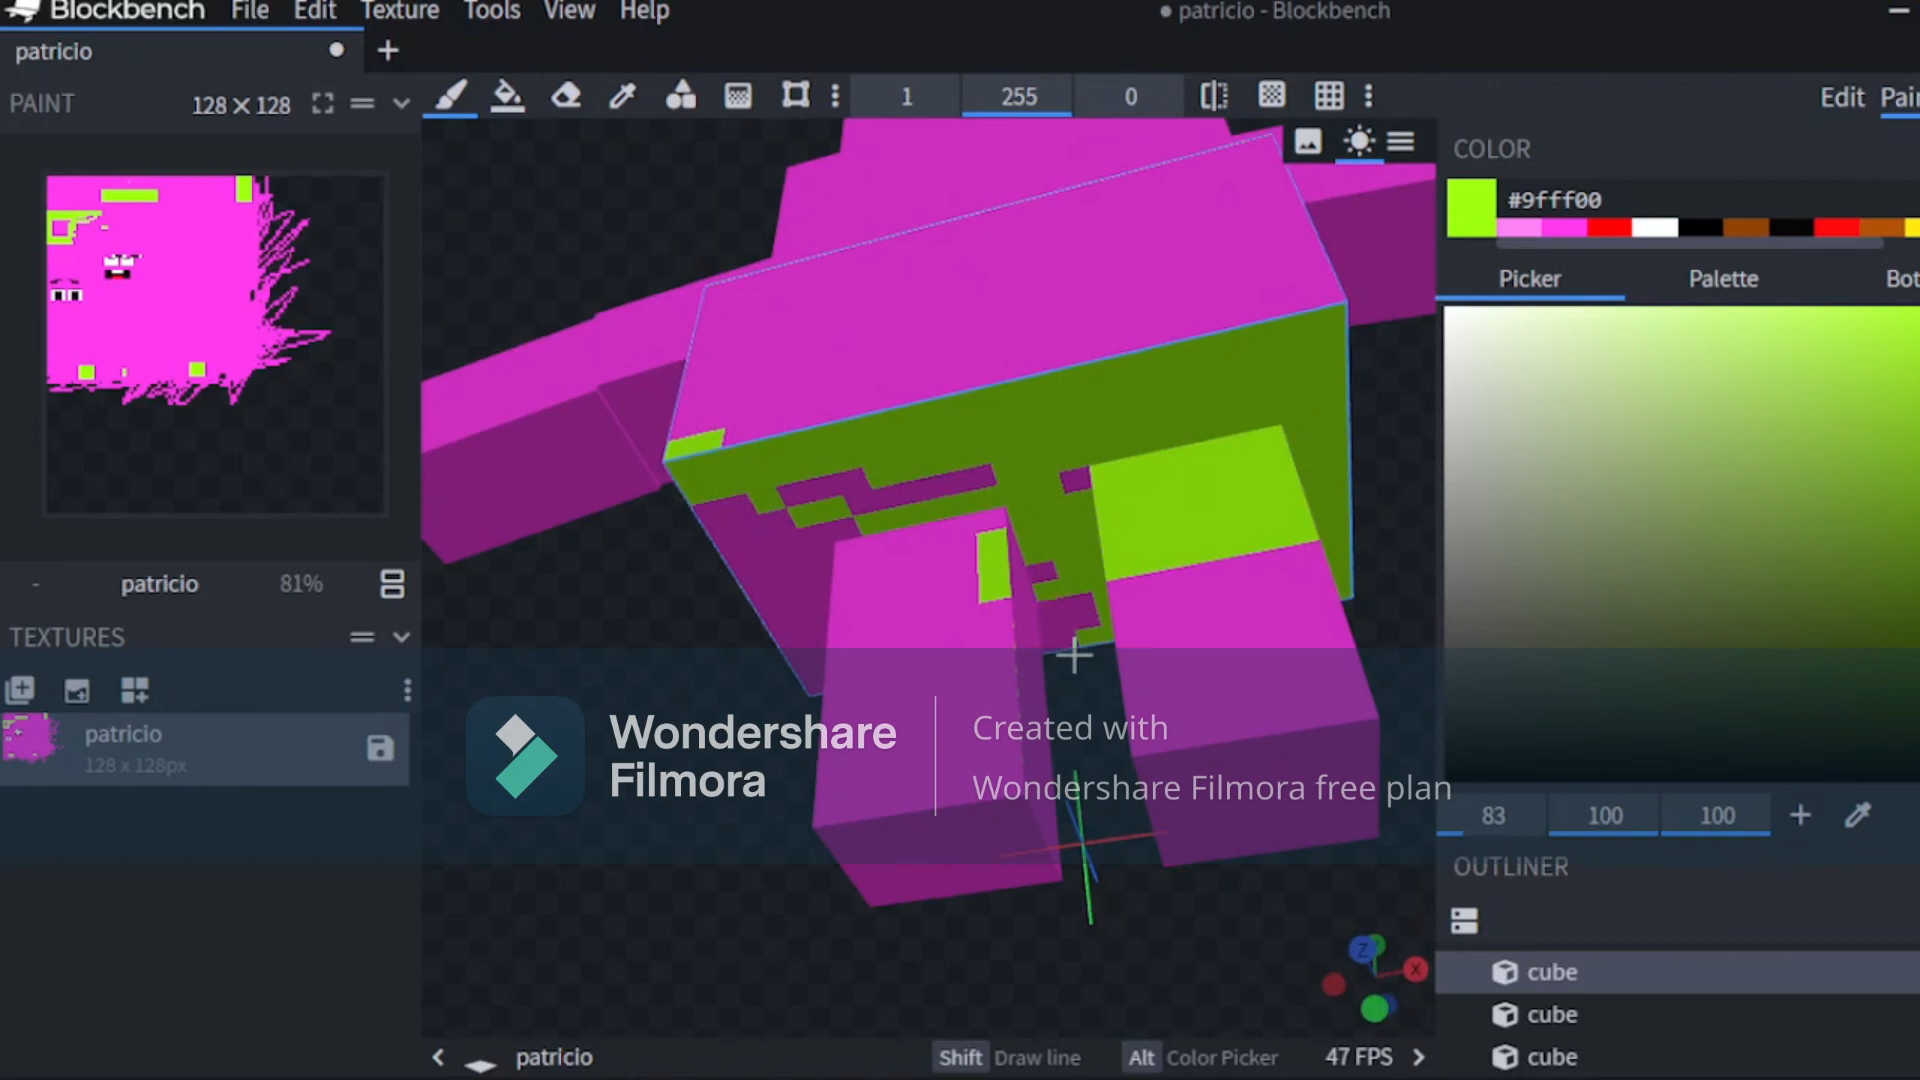 Blockbench File Edit Texture Tools View Help
patricio - Blockbench
patricio
PAINT 128 × 128
1 255 0
Edit
COLOR
#9fff00
Picker Palette
83 100 100
- patricio 81%
TEXTURES
patricio
128 x 128px
Wondershare
Filmora
Created with
Wondershare Filmora free plan
OUTLINER
Z
X
cube
cube
cube
patricio
Shift Draw line Alt Color Picker 47 FPS